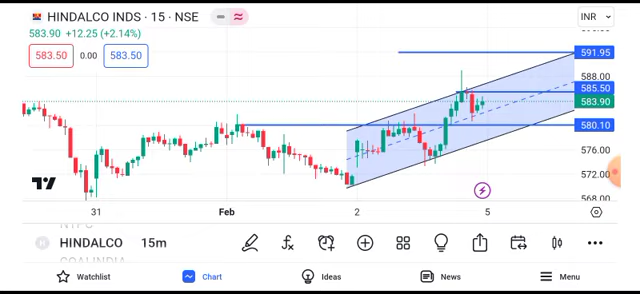 HINDALCO INDS · 15 · NSE
INR
583.90 +12.25 (+2.14%)
583.50 0.00 583.50
591.95
588.00
585.50
583.90
580.10
576.00
572.00
568.00
31 Feb 2 5
HINDALCO 15m
COALINDIA
Watchlist Chart Ideas News Menu